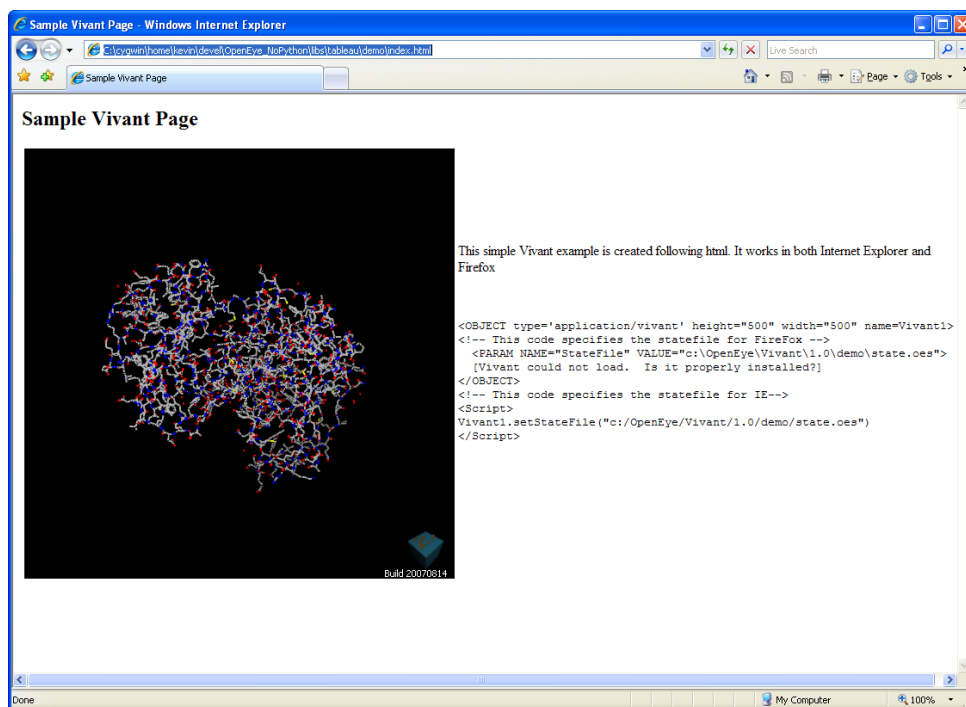 Sample Vivant Page - Windows Internet Explorer
C:\cygwin\home\kevin\devel\OpenEye_NoPython\libs\tableau\demo\index.html
Live Search
Sample Vivant Page
Page
Tools
Sample Vivant Page
This simple Vivant example is created following html. It works in both Internet Explorer and
Firefox
<OBJECT type='application/vivant' height="500" width="500" name=Vivant1>
<!-- This code specifies the statefile for FireFox -->
<PARAM NAME="StateFile" VALUE="c:\OpenEye\Vivant\1.0\demo\state.oes">
[Vivant could not load.  Is it properly installed?]
</OBJECT>
<!-- This code specifies the statefile for IE-->
<Script>
Vivant1.setStateFile("c:/OpenEye/Vivant/1.0/demo/state.oes")
</Script>
Build 20070814
Done
My Computer
100%